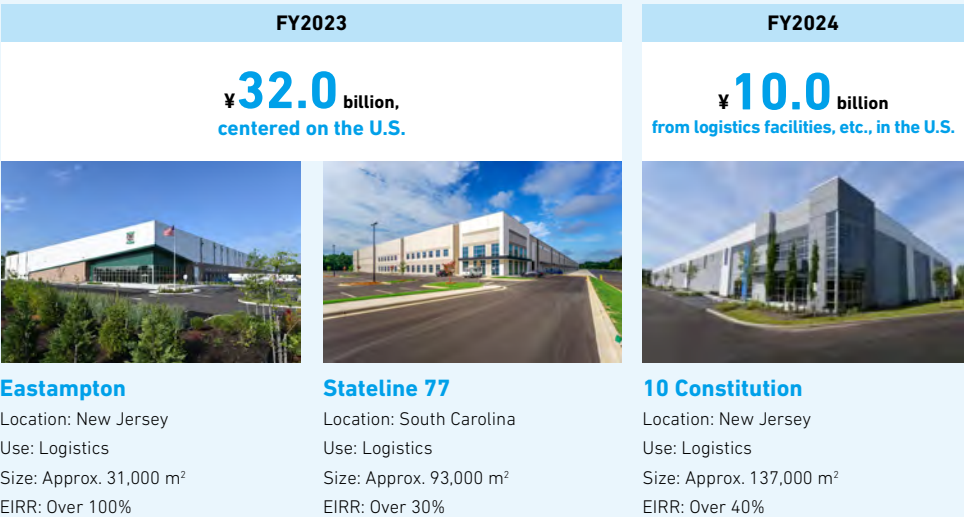 FY2023
¥32.0 billion,
centered on the U.S.
FY2024
¥10.0 billion
from logistics facilities, etc., in the U.S.
Eastampton
Location: New Jersey
Use: Logistics
Size: Approx. 31,000 m²
EIRR: Over 100%
Stateline 77
Location: South Carolina
Use: Logistics
Size: Approx. 93,000 m²
EIRR: Over 30%
10 Constitution
Location: New Jersey
Use: Logistics
Size: Approx. 137,000 m²
EIRR: Over 40%